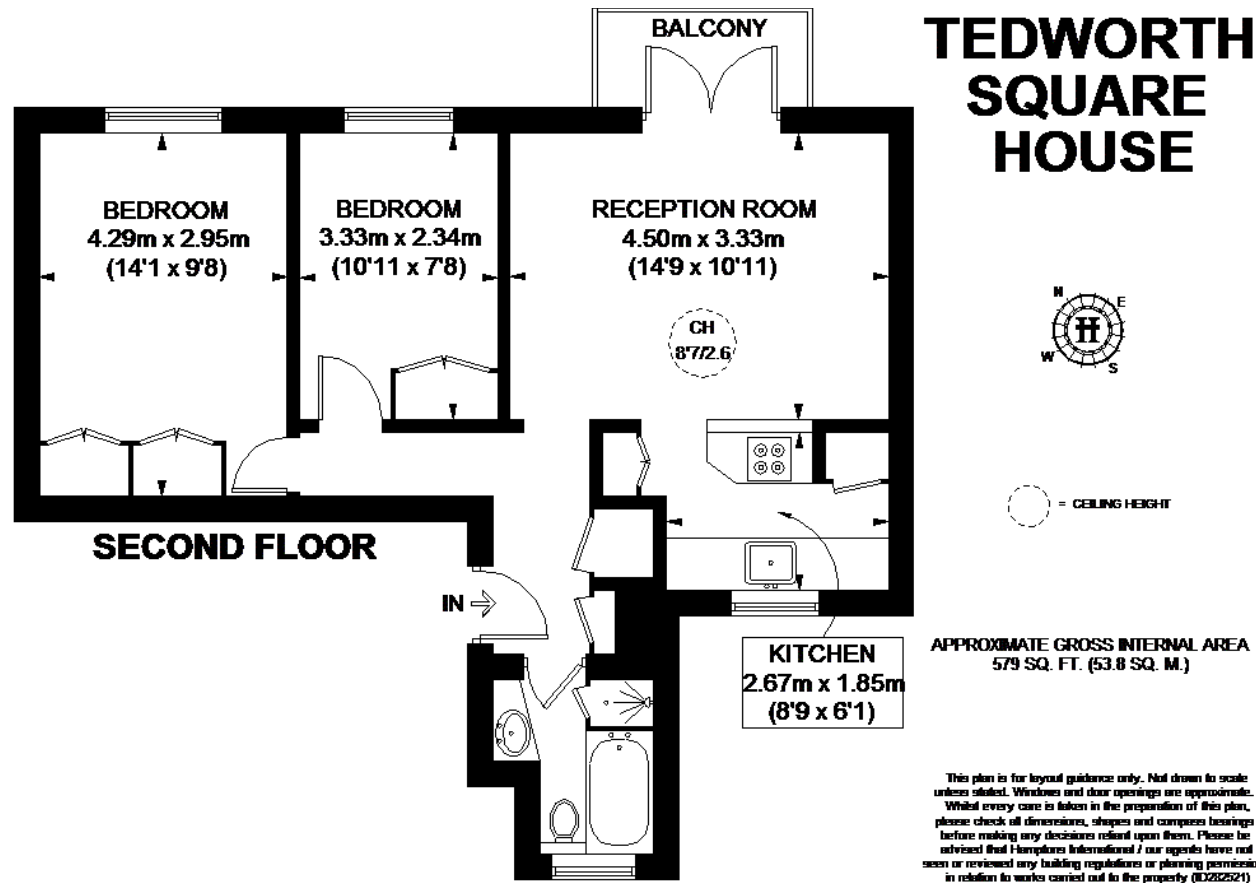 BALCONY
TEDWORTH
SQUARE
HOUSE
BEDROOM
4.29m x 2.95m
(14'1 x 9'8)
BEDROOM
3.33m x 2.34m
(10'11 x 7'8)
RECEPTION ROOM
4.50m x 3.33m
(14'9 x 10'11)
CH
8'7/2.6
N
E
H
W
S
= CEILING HEIGHT
SECOND FLOOR
IN
KITCHEN
2.67m x 1.85m
(8'9 x 6'1)
APPROXIMATE GROSS INTERNAL AREA
579 SQ. FT. (53.8 SQ. M.)
This plan is for layout guidance only. Not drawn to scale
unless stated. Windows and door openings are approximate.
Whilst every care is taken in the preparation of this plan,
please check all dimensions, shapes and compass bearings
before making any decisions reliant upon them. Please be
advised that Hamptons International / our agents have not
seen or reviewed any building regulations or planning permissio
in relation to works carried out to the property (ID282521)